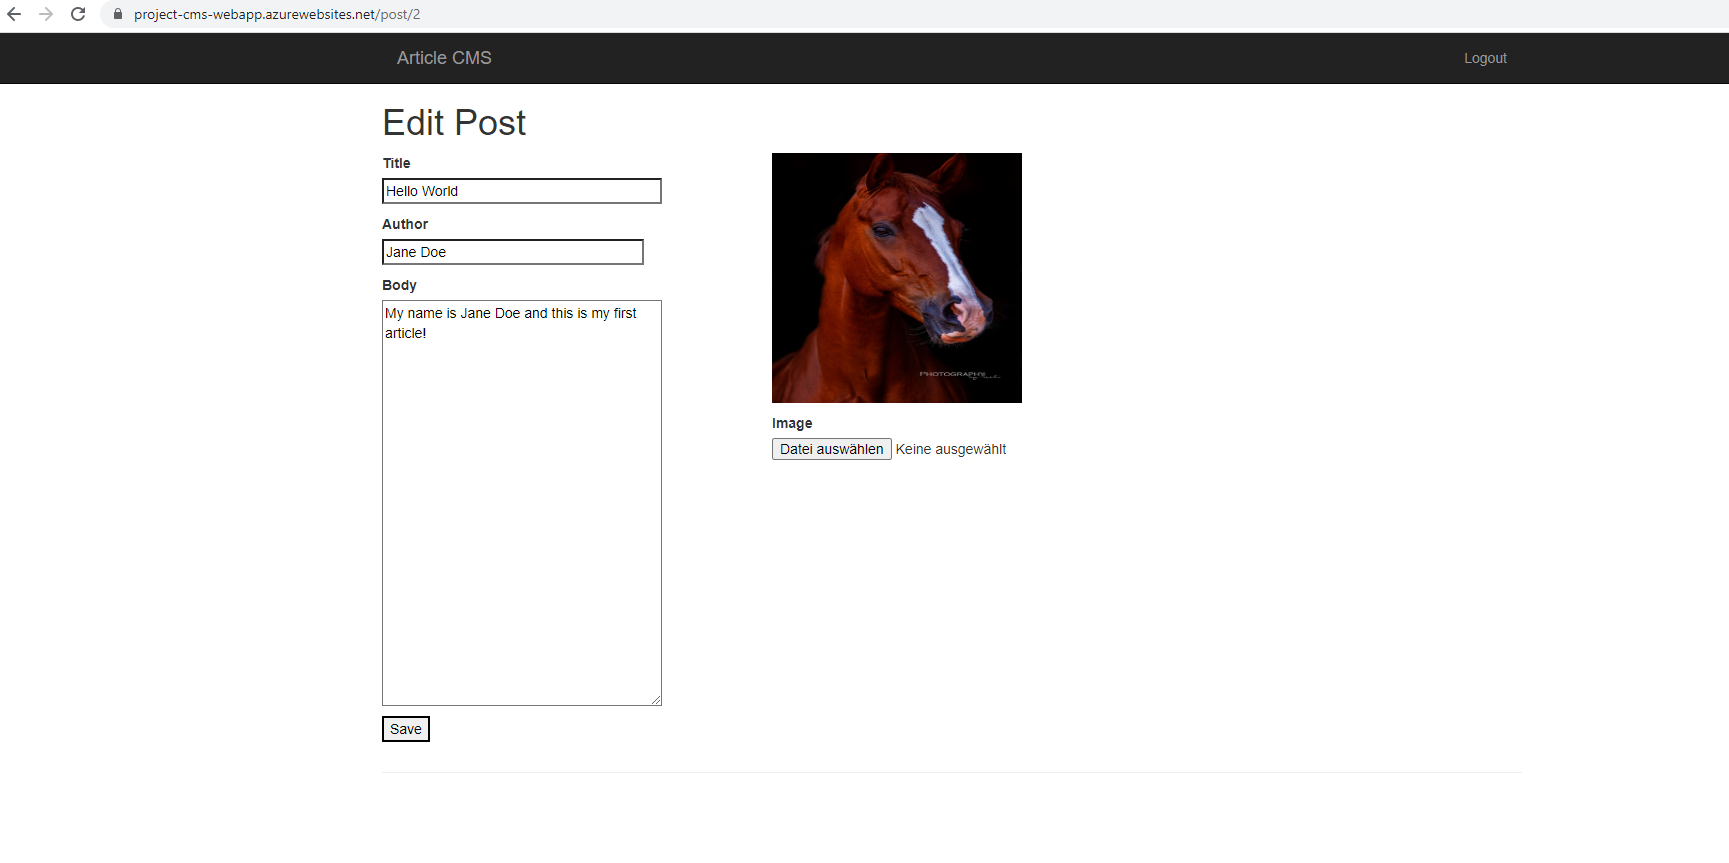 project-cms-webapp.azurewebsites.net/post/2
Article CMS
Logout
Edit Post
Title
Hello World
Author
Jane Doe
Body
My name is Jane Doe and this is my first
article!
Save
PHOTOGRAPHIE
Image
Datei auswählen Keine ausgewählt